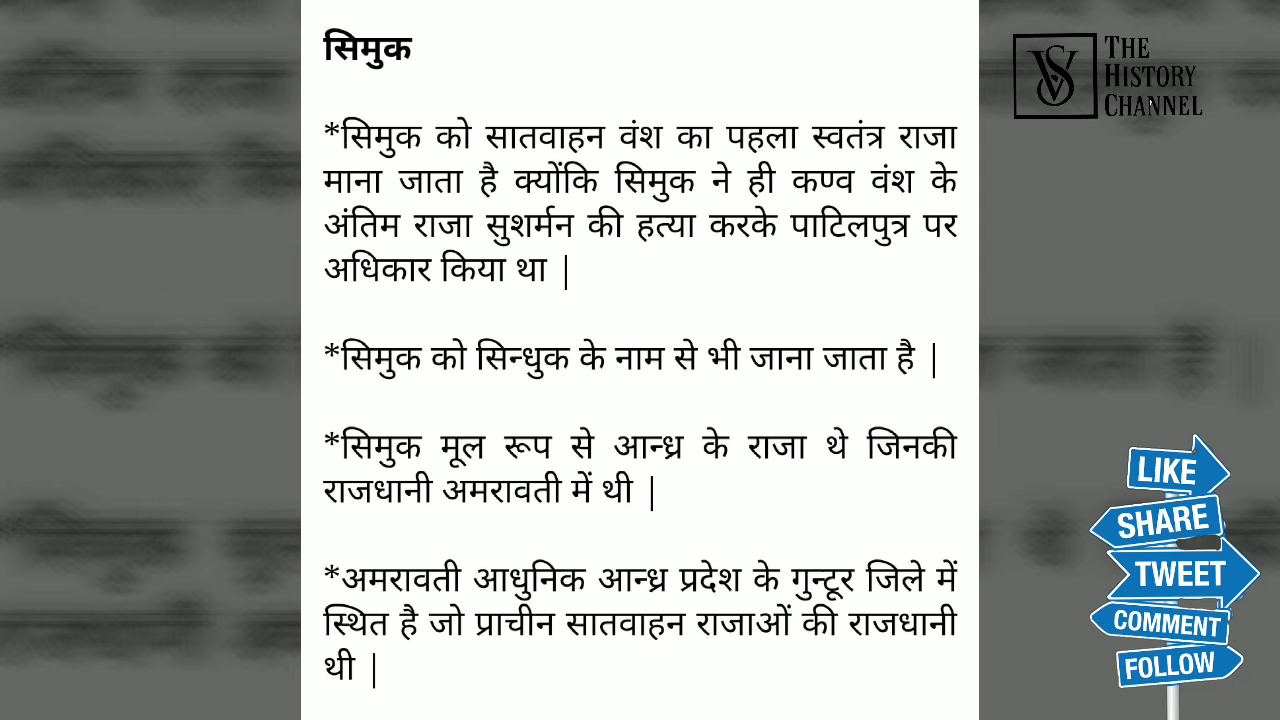 सिमुक
*सिमुक को सातवाहन वंश का पहला स्वतंत्र राजा
माना जाता है क्योंकि सिमुक ने ही कण्व वंश के
अंतिम राजा सुशर्मन की हत्या करके पाटिलपुत्र पर
अधिकार किया था |
*सिमुक को सिन्धुक के नाम से भी जाना जाता है |
*सिमुक मूल रूप से आन्ध्र के राजा थे जिनकी
राजधानी अमरावती में थी |
*अमरावती आधुनिक आन्ध्र प्रदेश के गुन्टूर जिले में
स्थित है जो प्राचीन सातवाहन राजाओं की राजधानी
थी |
VS
THE
HISTORY
CHANNEL
LIKE
SHARE
TWEET
COMMENT
FOLLOW